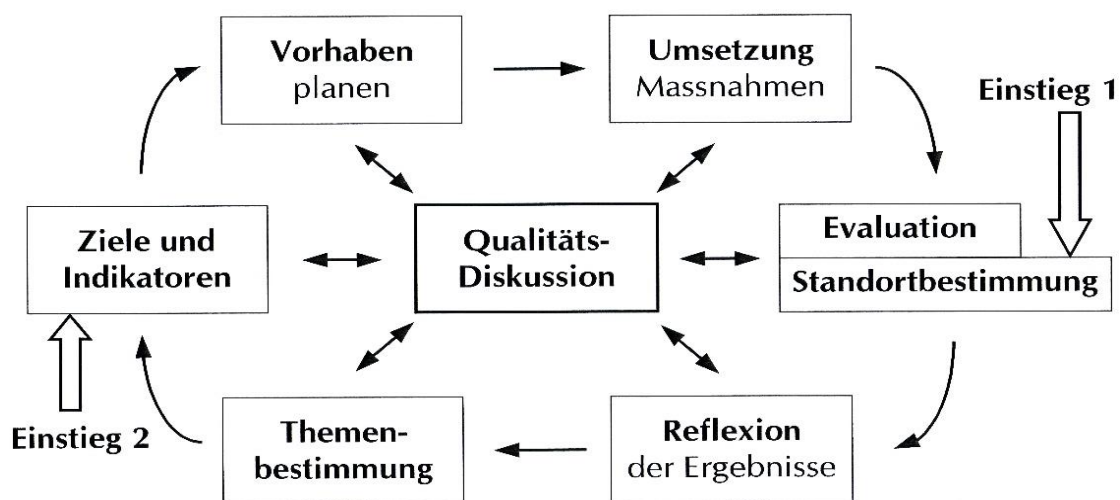 Vorhaben
planen
Umsetzung
Massnahmen
Einstieg 1
Ziele und
Indikatoren
Qualitäts-
Diskussion
Evaluation
Standortbestimmung
Einstieg 2
Themen-
bestimmung
Reflexion
der Ergebnisse